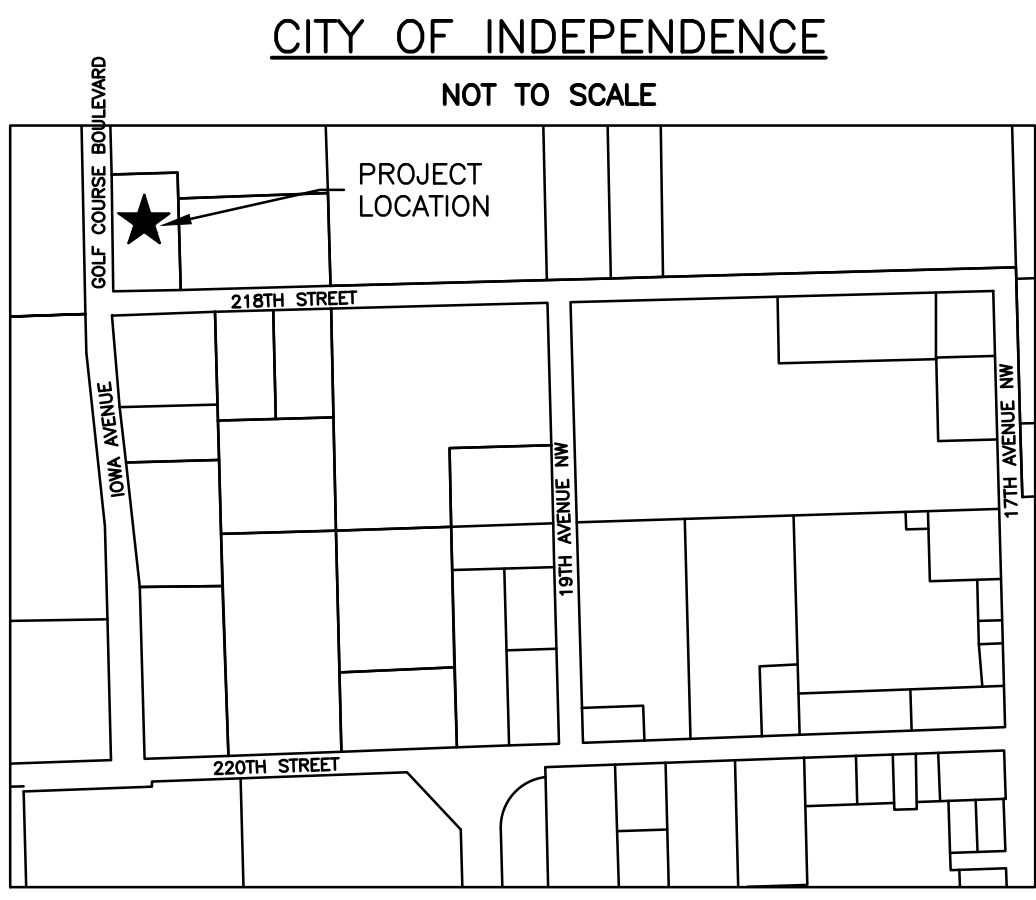 CITY OF INDEPENDENCE
NOT TO SCALE
GOLF COURSE BOULEVARD
PROJECT
LOCATION
218TH STREET
IOWA AVENUE
19TH AVENUE NW
17TH AVENUE NW
220TH STREET